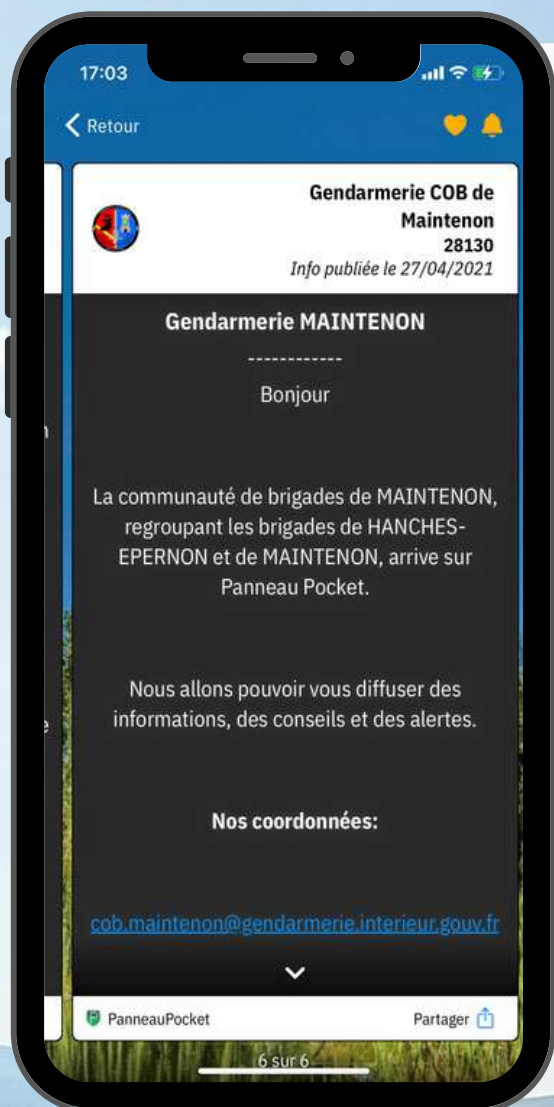 17:03
Retour
Gendarmerie COB de
Maintenon
28130
Info publiée le 27/04/2021
Gendarmerie MAINTENON
------------
Bonjour
La communauté de brigades de MAINTENON,
regroupant les brigades de HANCHES-
EPERNON et de MAINTENON, arrive sur
Panneau Pocket.
Nous allons pouvoir vous diffuser des
informations, des conseils et des alertes.
Nos coordonnées:
cob.maintenon@gendarmerie.interieur.gouv.fr
PanneauPocket
Partager
6 sur 6